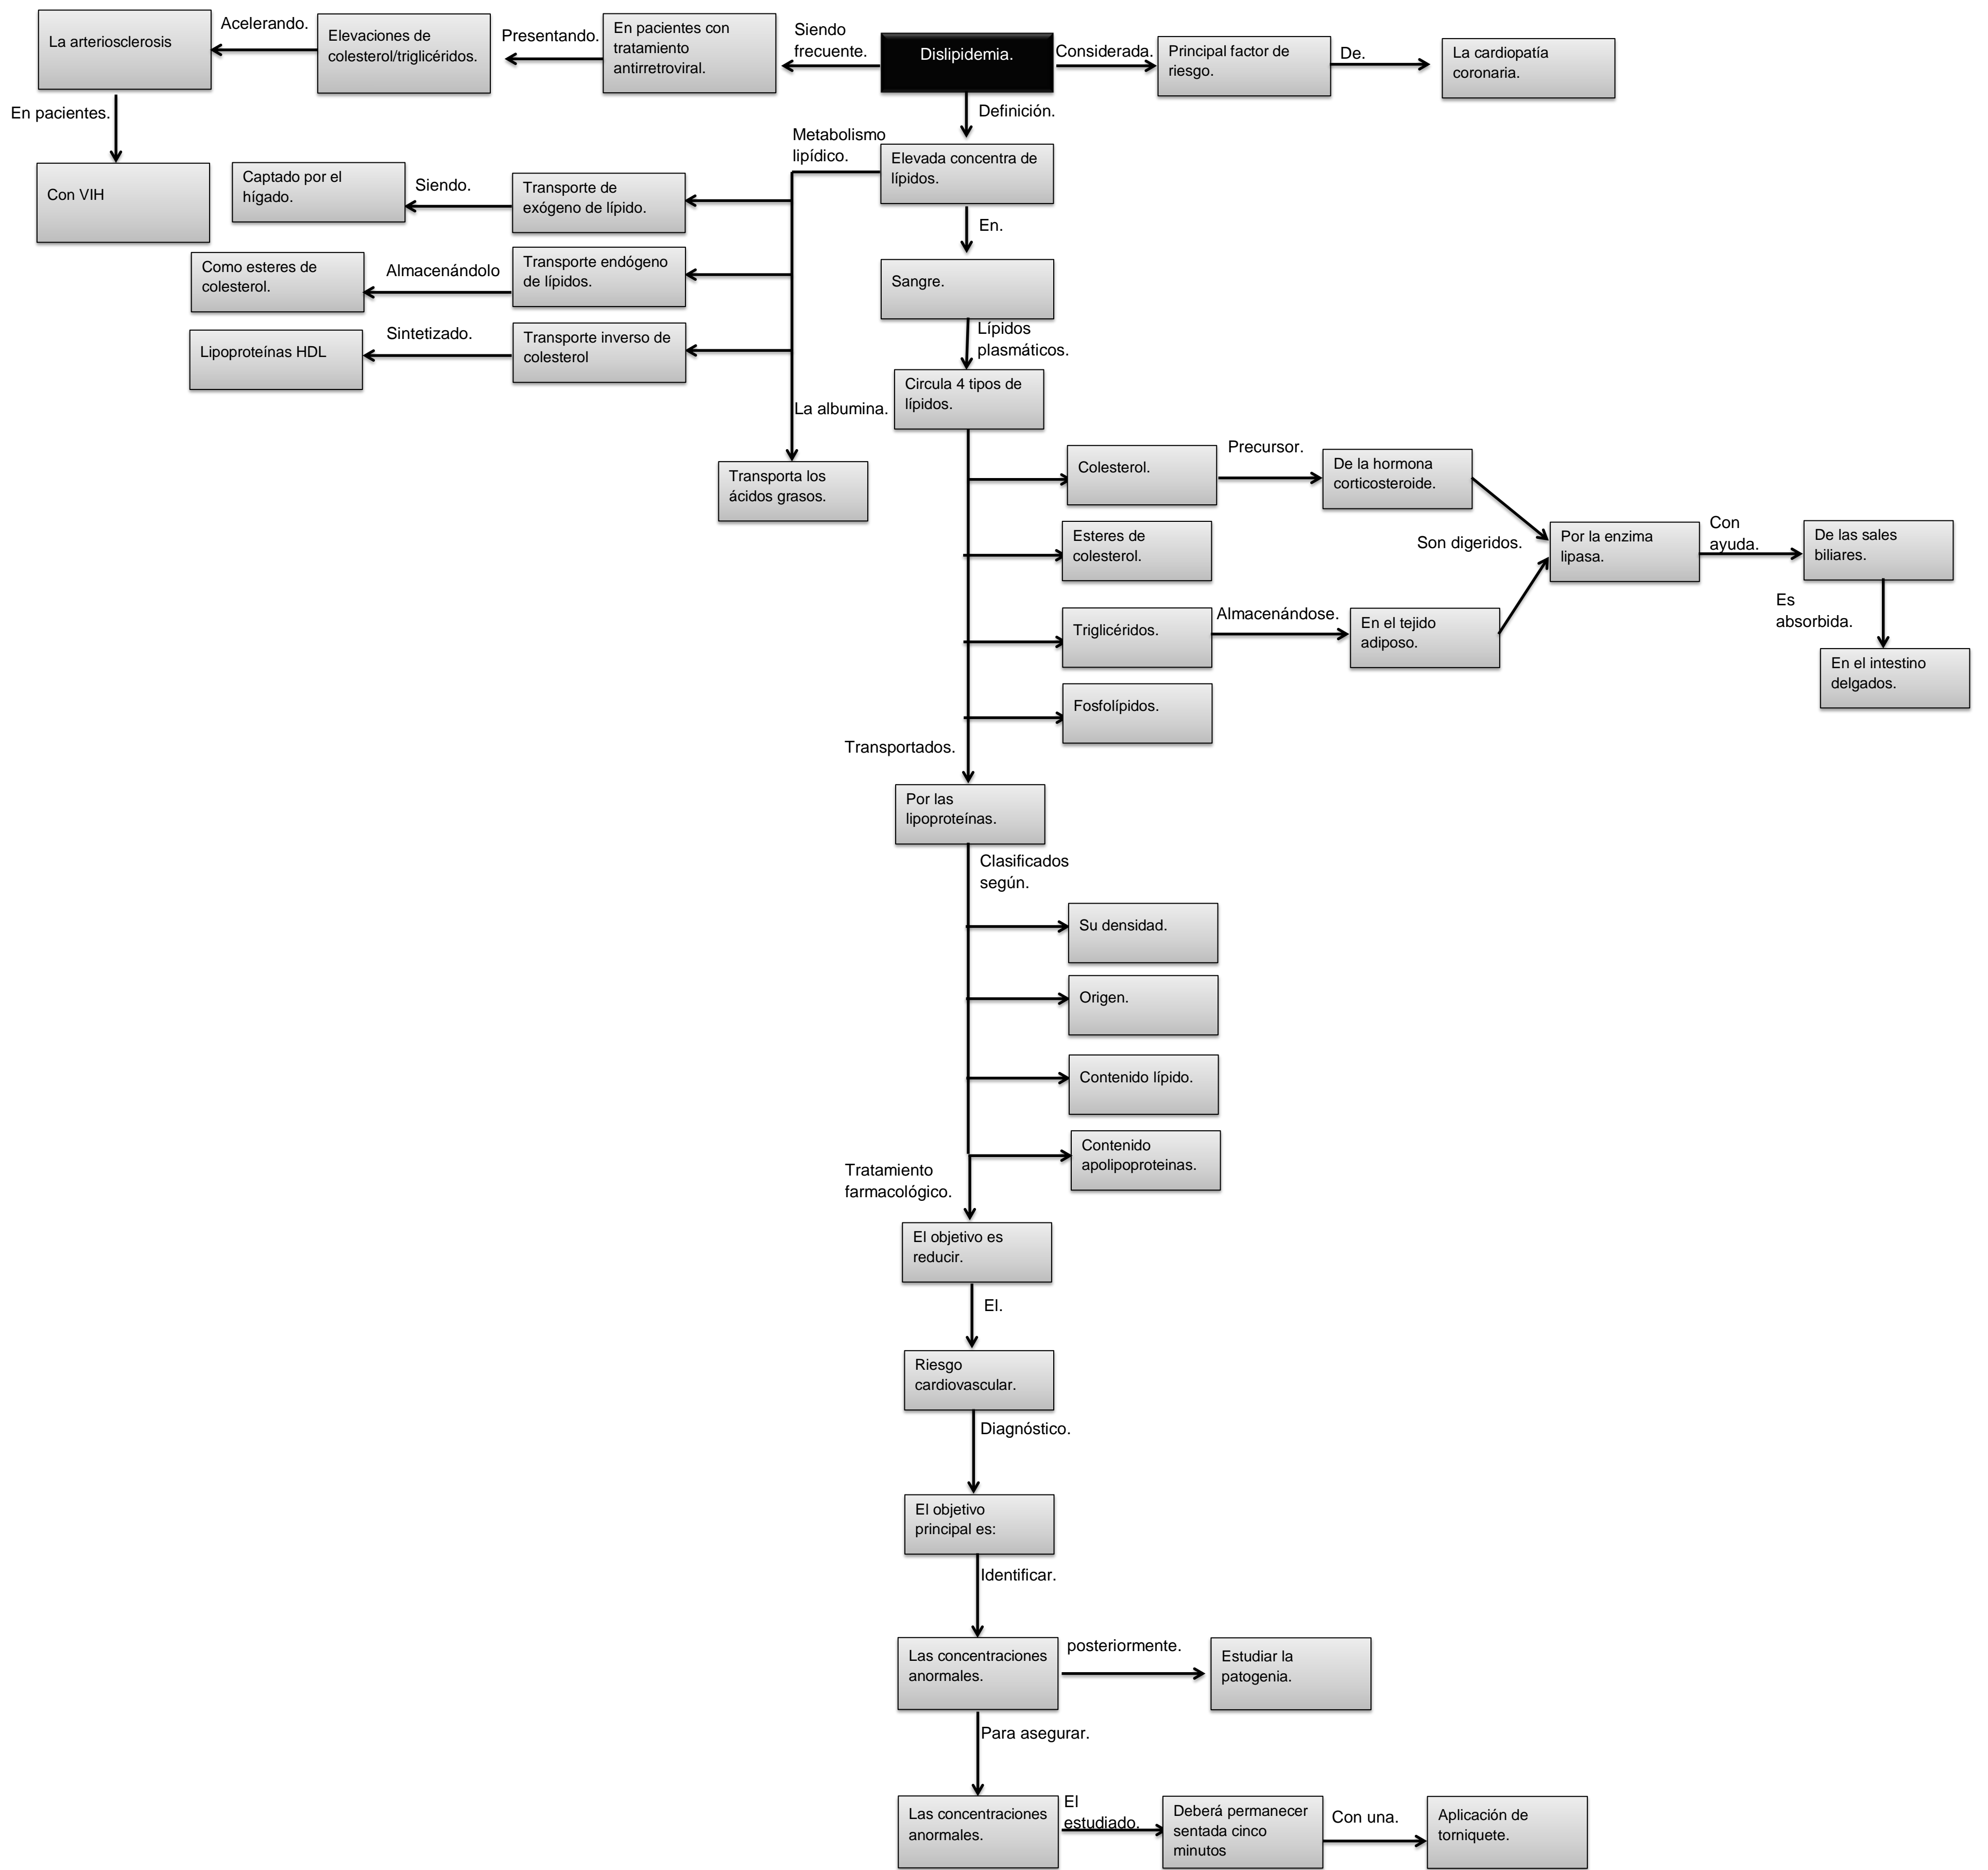 La arteriosclerosis
Acelerando.
Elevaciones de
colesterol/triglicéridos.
Presentando.
En pacientes con
tratamiento
antirretroviral.
Siendo
frecuente.
Dislipidemia.
Considerada.
Principal factor de
riesgo.
De.
La cardiopatía
coronaria.
En pacientes.
Con VIH
Definición.
Metabolismo
lipídico.
Elevada concentra de
lípidos.
Captado por el
hígado.
Siendo.
Transporte de
exógeno de lípido.
En.
Como esteres de
colesterol.
Almacenándolo
Transporte endógeno
de lípidos.
Sangre.
Lipoproteínas HDL
Sintetizado.
Transporte inverso de
colesterol
Lípidos
plasmáticos.
Circula 4 tipos de
lípidos.
La albumina.
Transporta los
ácidos grasos.
Colesterol.
Precursor.
De la hormona
corticosteroide.
Esteres de
colesterol.
Son digeridos.
Por la enzima
lipasa.
Con
ayuda.
De las sales
biliares.
Triglicéridos.
Almacenándose.
En el tejido
adiposo.
Es
absorbida.
En el intestino
delgados.
Fosfolípidos.
Transportados.
Por las
lipoproteínas.
Clasificados
según.
Su densidad.
Origen.
Contenido lípido.
Contenido
apolipoproteinas.
Tratamiento
farmacológico.
El objetivo es
reducir.
El.
Riesgo
cardiovascular.
Diagnóstico.
El objetivo
principal es:
Identificar.
Las concentraciones
anormales.
posteriormente.
Estudiar la
patogenia.
Para asegurar.
Las concentraciones
anormales.
El
estudiado.
Deberá permanecer
sentada cinco
minutos
Con una.
Aplicación de
torniquete.